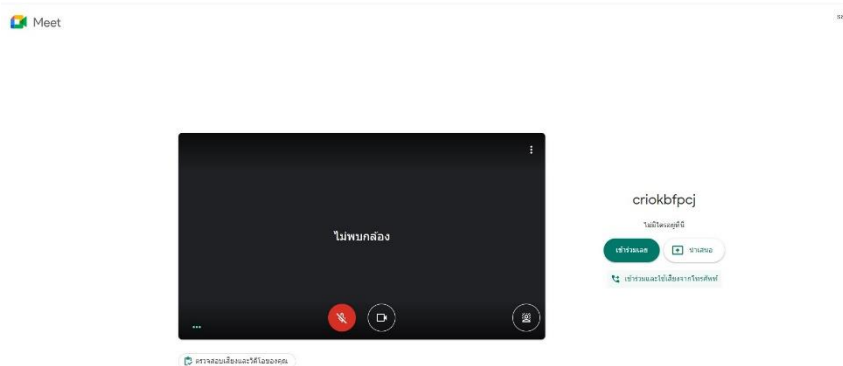 Meet
ไม่พบกล้อง
criokbfpcj
ไม่มีใครอยู่ที่นี่
เข้าร่วมเลย
นำเสนอ
เข้าร่วมและใช้เสียงจากโทรศัพท์
ตรวจสอบเสียงและวิดีโอของคุณ